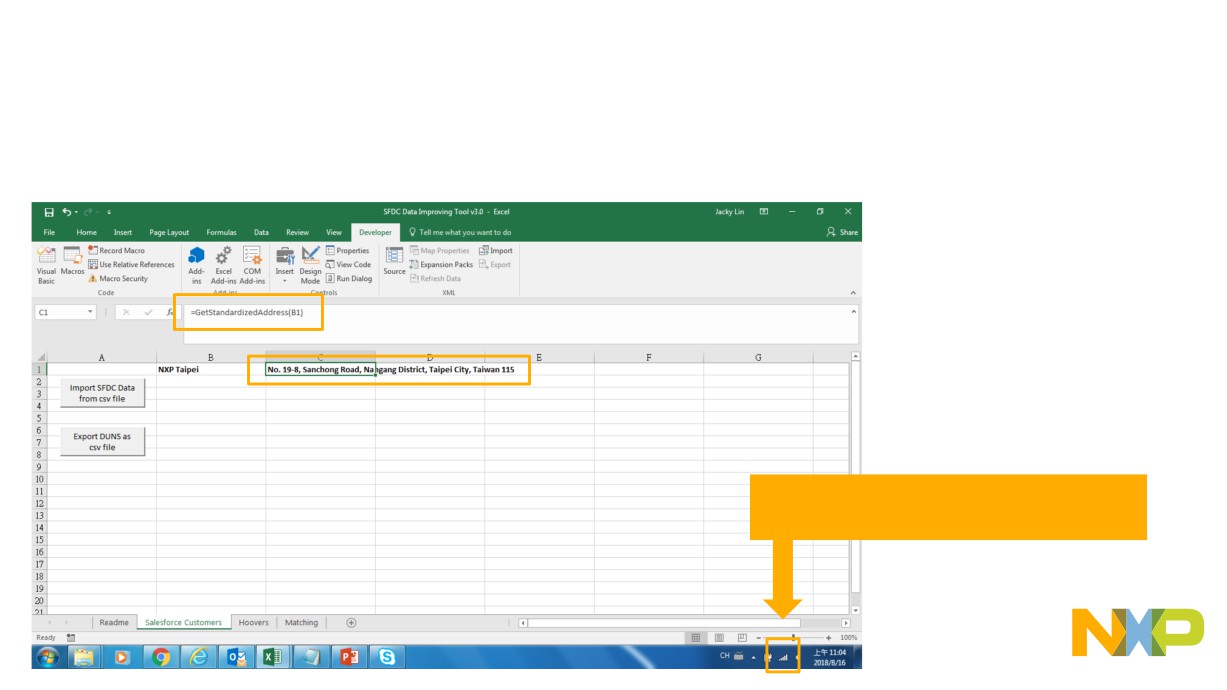 SFDC Data Improving Tool v3.0 - Excel
Jacky Lin
File Home Insert Page Layout Formulas Data Review View Developer Tell me what you want to do Share
Visual Basic
Macros
Record Macro
Use Relative References
Macro Security
Code
Add-ins
Excel Add-ins
COM Add-ins
Add-ins
Insert
Design Mode
Properties
View Code
Run Dialog
Controls
Source
Map Properties
Expansion Packs
Refresh Data
Import
Export
XML
C1
fx
=GetStandardizedAddress(B1)
A B C D E F G
1 NXP Taipei No. 19-8, Sanchong Road, Nangang District, Taipei City, Taiwan 115
2
3
4
5
6
7
8
9
10
11
12
13
14
15
16
17
18
19
20
21
Import SFDC Data
from csv file
Export DUNS as
csv file
Readme Salesforce Customers Hoovers Matching
Ready
100%
CH
上午 11:04
2018/8/16
NXP